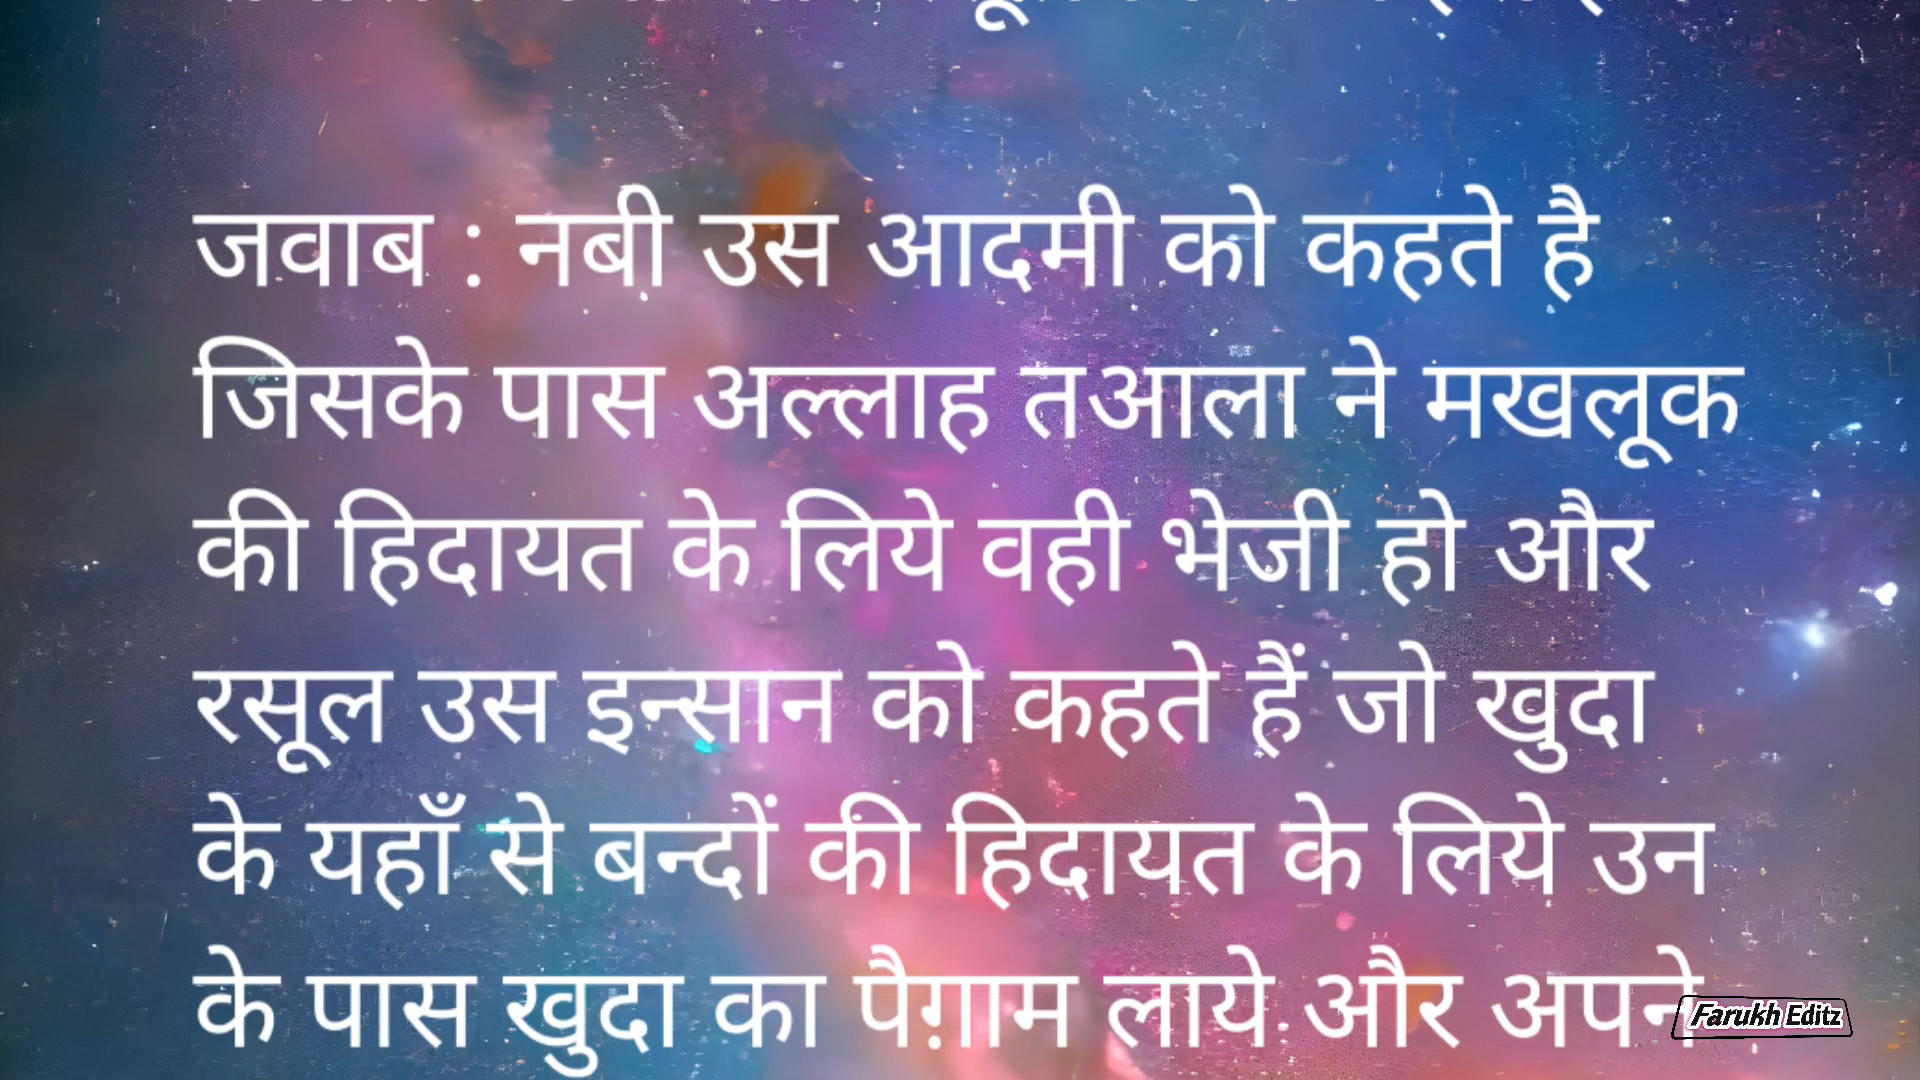 जवाब : नबी उस आदमी को कहते है
जिसके पास अल्लाह तआला ने मखलूक
की हिदायत के लिये वही भेजी हो और
रसूल उस इन्सान को कहते हैं जो खुदा
के यहाँ से बन्दों की हिदायत के लिये उन
के पास खुदा का पैग़ाम लाये और अपने
Farukh Editz